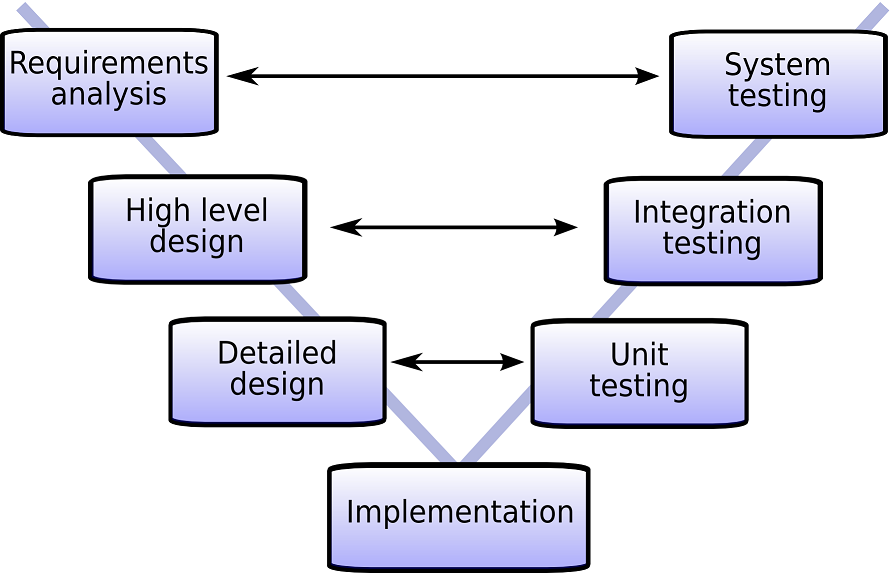 Requirements
analysis
System
testing
High level
design
Integration
testing
Detailed
design
Unit
testing
Implementation